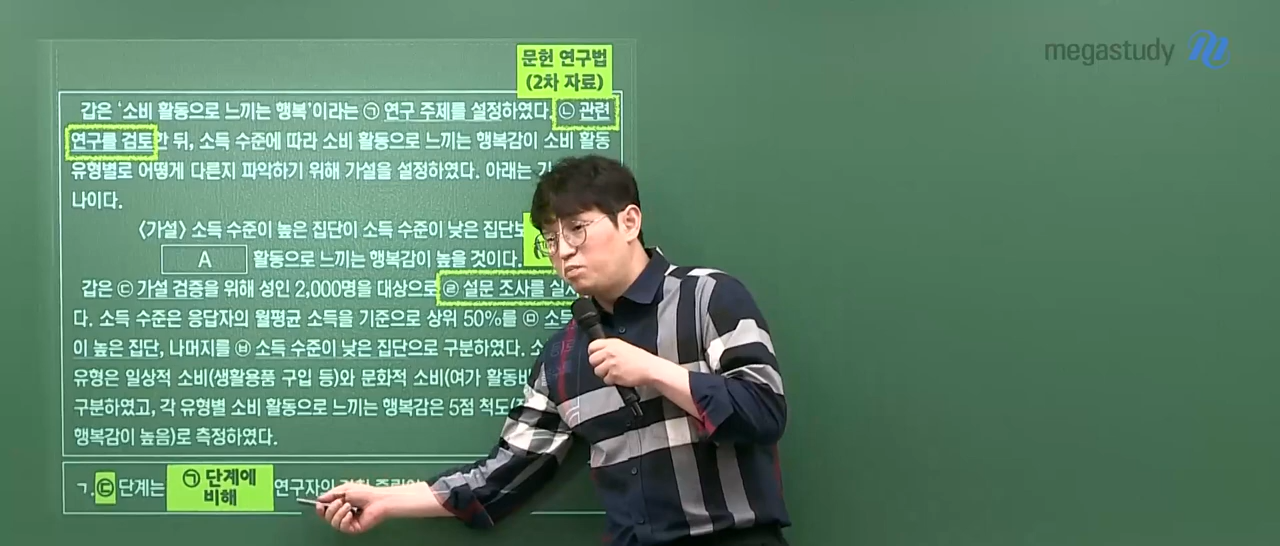 megastudy
문헌 연구법
(2차 자료)
갑은 '소비 활동으로 느끼는 행복'이라는 ㉠ 연구 주제를 설정하였다. ㉡ 관련
연구를 검토한 뒤, 소득 수준에 따라 소비 활동으로 느끼는 행복감이 소비 활동
유형별로 어떻게 다른지 파악하기 위해 가설을 설정하였다. 아래는
나이다.
〈가설〉 소득 수준이 높은 집단이 소득 수준이 낮은 집단보
A 활동으로 느끼는 행복감이 높을 것이다.
갑은 ㉢ 가설 검증을 위해 성인 2,000명을 대상으로 ㉣ 설문 조사를 실시
다. 소득 수준은 응답자의 월평균 소득을 기준으로 상위 50%를 ㉤ 소득
이 높은 집단, 나머지를 ㉥ 소득 수준이 낮은 집단으로 구분하였다. 소
유형은 일상적 소비(생활용품 구입 등)와 문화적 소비(여가 활동비
구분하였고, 각 유형별 소비 활동으로 느끼는 행복감은 5점 척도(
행복감이 높음)로 측정하였다.
ㄱ. ㉢ 단계는 ㉠ 단계에 비해 연구자의